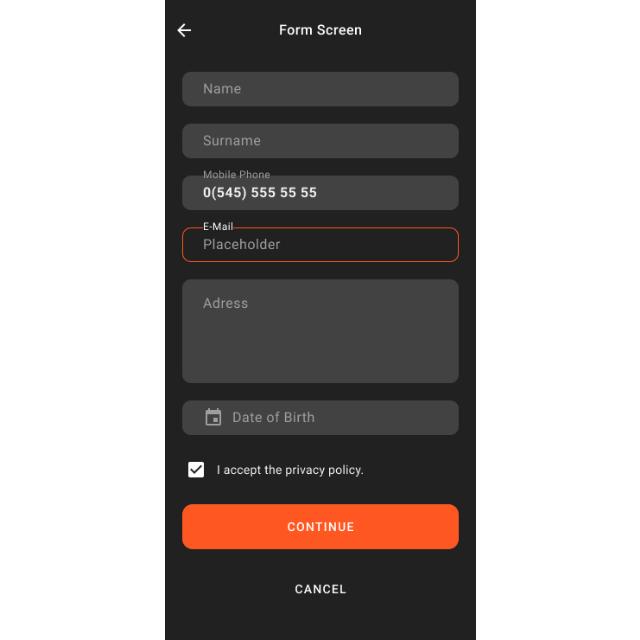 Form Screen
Name
Surname
Mobile Phone
0(545) 555 55 55
E-Mail
Placeholder
Adress
Date of Birth
I accept the privacy policy.
CONTINUE
CANCEL